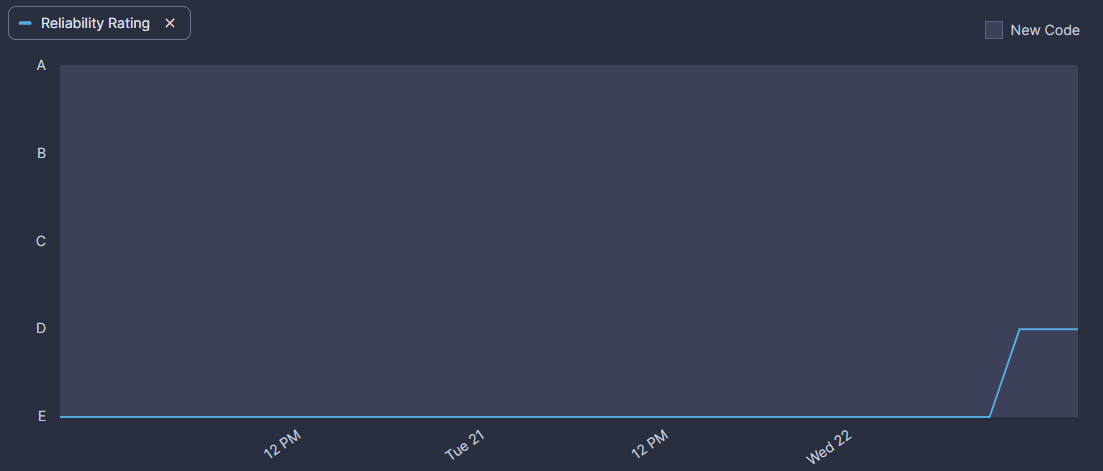 Reliability Rating ✕
New Code
A
B
C
D
E
12 PM
Tue 21
12 PM
Wed 22